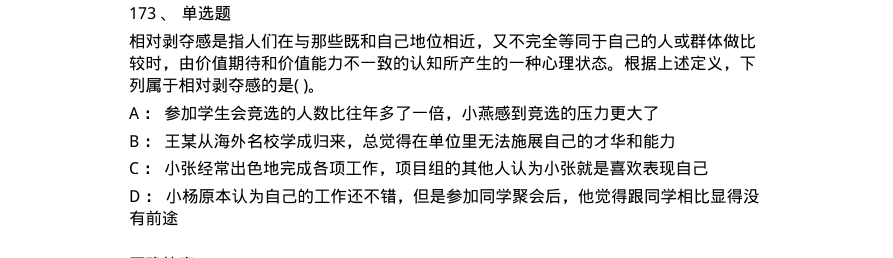 173 、 单选题
相对剥夺感是指人们在与那些既和自己地位相近，又不完全等同于自己的人或群体做比
较时，由价值期待和价值能力不一致的认知所产生的一种心理状态。根据上述定义，下
列属于相对剥夺感的是( )。
A ： 参加学生会竞选的人数比往年多了一倍，小燕感到竞选的压力更大了
B ： 王某从海外名校学成归来，总觉得在单位里无法施展自己的才华和能力
C ： 小张经常出色地完成各项工作，项目组的其他人认为小张就是喜欢表现自己
D ： 小杨原本认为自己的工作还不错，但是参加同学聚会后，他觉得跟同学相比显得没
有前途